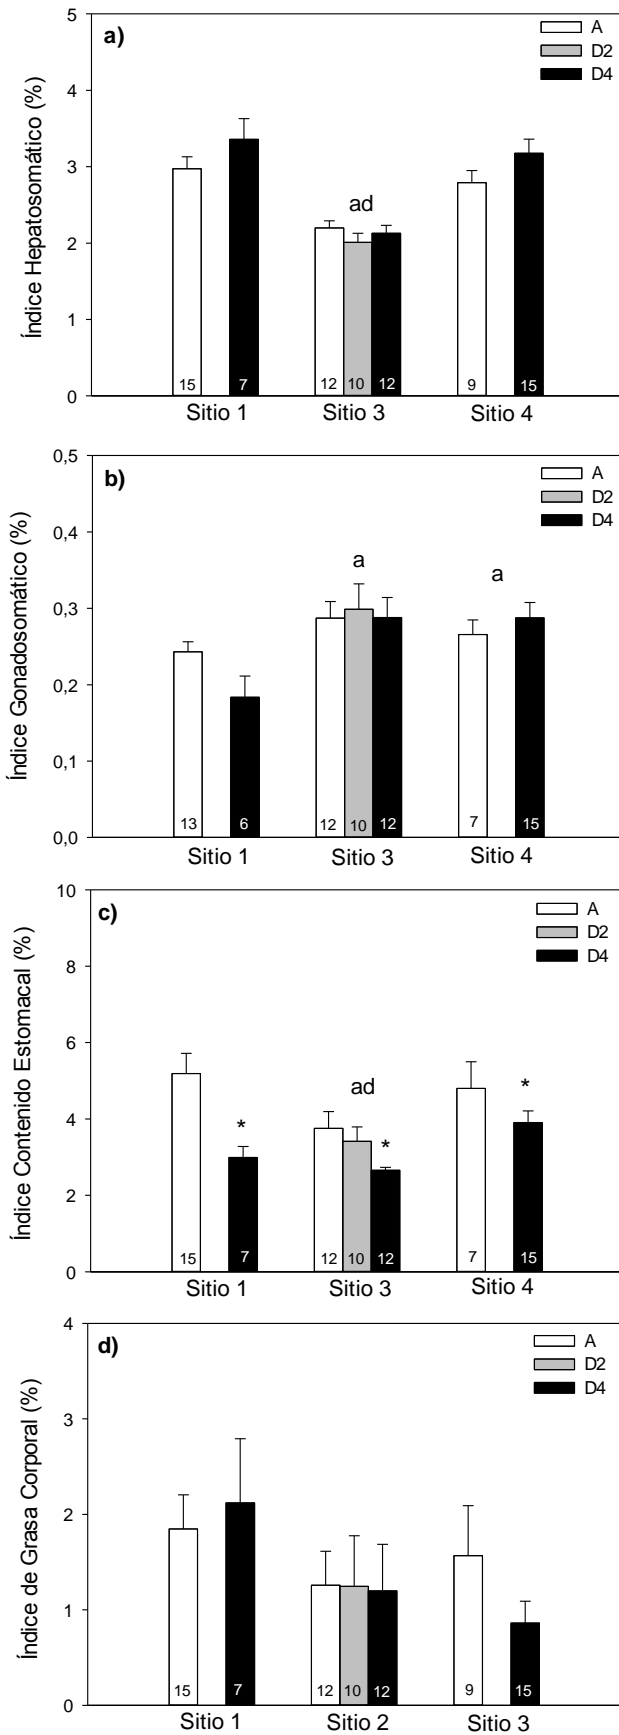 a)
A
D2
D4
Índice Hepatosomático (%)
5
4
3
2
1
0
ad
15 7 12 10 12 9 15
Sitio 1 Sitio 3 Sitio 4
b)
A
D2
D4
Índice Gonadosomático (%)
0,5
0,4
0,3
0,2
0,1
0,0
a a
13 6 12 10 12 7 15
Sitio 1 Sitio 3 Sitio 4
c)
A
D2
D4
Índice Contenido Estomacal (%)
10
8
6
4
2
0
* ad * *
15 7 12 10 12 7 15
Sitio 1 Sitio 3 Sitio 4
d)
A
D2
D4
Índice de Grasa Corporal (%)
4
3
2
1
0
15 7 12 10 12 9 15
Sitio 1 Sitio 2 Sitio 3